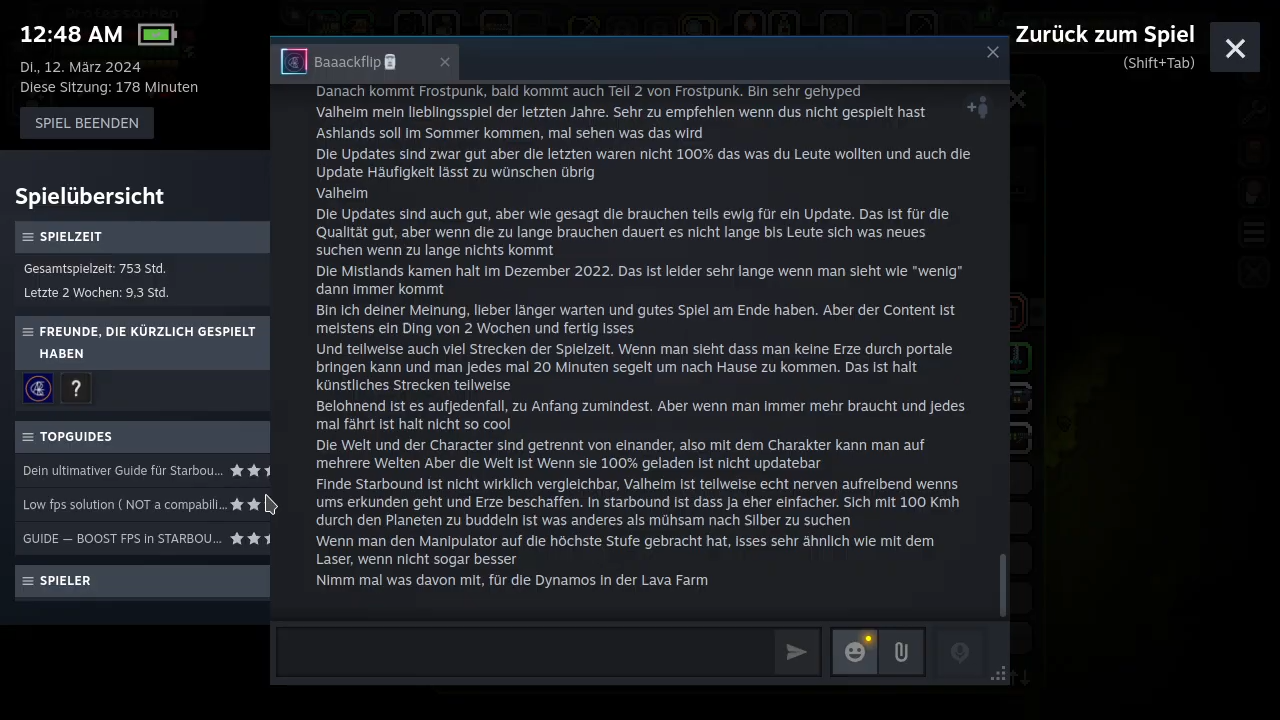 12:48 AM
Di., 12. März 2024
Diese Sitzung: 178 Minuten
SPIEL BEENDEN
Spielübersicht
SPIELZEIT
Gesamtspielzeit: 753 Std.
Letzte 2 Wochen: 9,3 Std.
FREUNDE, DIE KÜRZLICH GESPIELT
HABEN
?
TOPGUIDES
Dein ultimativer Guide für Starbou...
Low fps solution ( NOT a compabili...
GUIDE — BOOST FPS in STARBOU...
SPIELER
Baaackflip
Danach kommt Frostpunk, bald kommt auch Teil 2 von Frostpunk. Bin sehr gehyped
Valheim mein lieblingsspiel der letzten Jahre. Sehr zu empfehlen wenn dus nicht gespielt hast
Ashlands soll im Sommer kommen, mal sehen was das wird
Die Updates sind zwar gut aber die letzten waren nicht 100% das was du Leute wollten und auch die
Update Häufigkeit lässt zu wünschen übrig
Valheim
Die Updates sind auch gut, aber wie gesagt die brauchen teils ewig für ein Update. Das ist für die
Qualität gut, aber wenn die zu lange brauchen dauert es nicht lange bis Leute sich was neues
suchen wenn zu lange nichts kommt
Die Mistlands kamen halt im Dezember 2022. Das ist leider sehr lange wenn man sieht wie "wenig"
dann immer kommt
Bin ich deiner Meinung, lieber länger warten und gutes Spiel am Ende haben. Aber der Content ist
meistens ein Ding von 2 Wochen und fertig isses
Und teilweise auch viel Strecken der Spielzeit. Wenn man sieht dass man keine Erze durch portale
bringen kann und man jedes mal 20 Minuten segelt um nach Hause zu kommen. Das ist halt
künstliches Strecken teilweise
Belohnend ist es aufjedenfall, zu Anfang zumindest. Aber wenn man immer mehr braucht und jedes
mal fährt ist halt nicht so cool
Die Welt und der Character sind getrennt von einander, also mit dem Charakter kann man auf
mehrere Welten Aber die Welt ist Wenn sie 100% geladen ist nicht updatebar
Finde Starbound ist nicht wirklich vergleichbar, Valheim ist teilweise echt nerven aufreibend wenns
ums erkunden geht und Erze beschaffen. In starbound ist dass ja eher einfacher. Sich mit 100 Kmh
durch den Planeten zu buddeln ist was anderes als mühsam nach Silber zu suchen
Wenn man den Manipulator auf die höchste Stufe gebracht hat, isses sehr ähnlich wie mit dem
Laser, wenn nicht sogar besser
Nimm mal was davon mit, für die Dynamos in der Lava Farm
Zurück zum Spiel
(Shift+Tab)